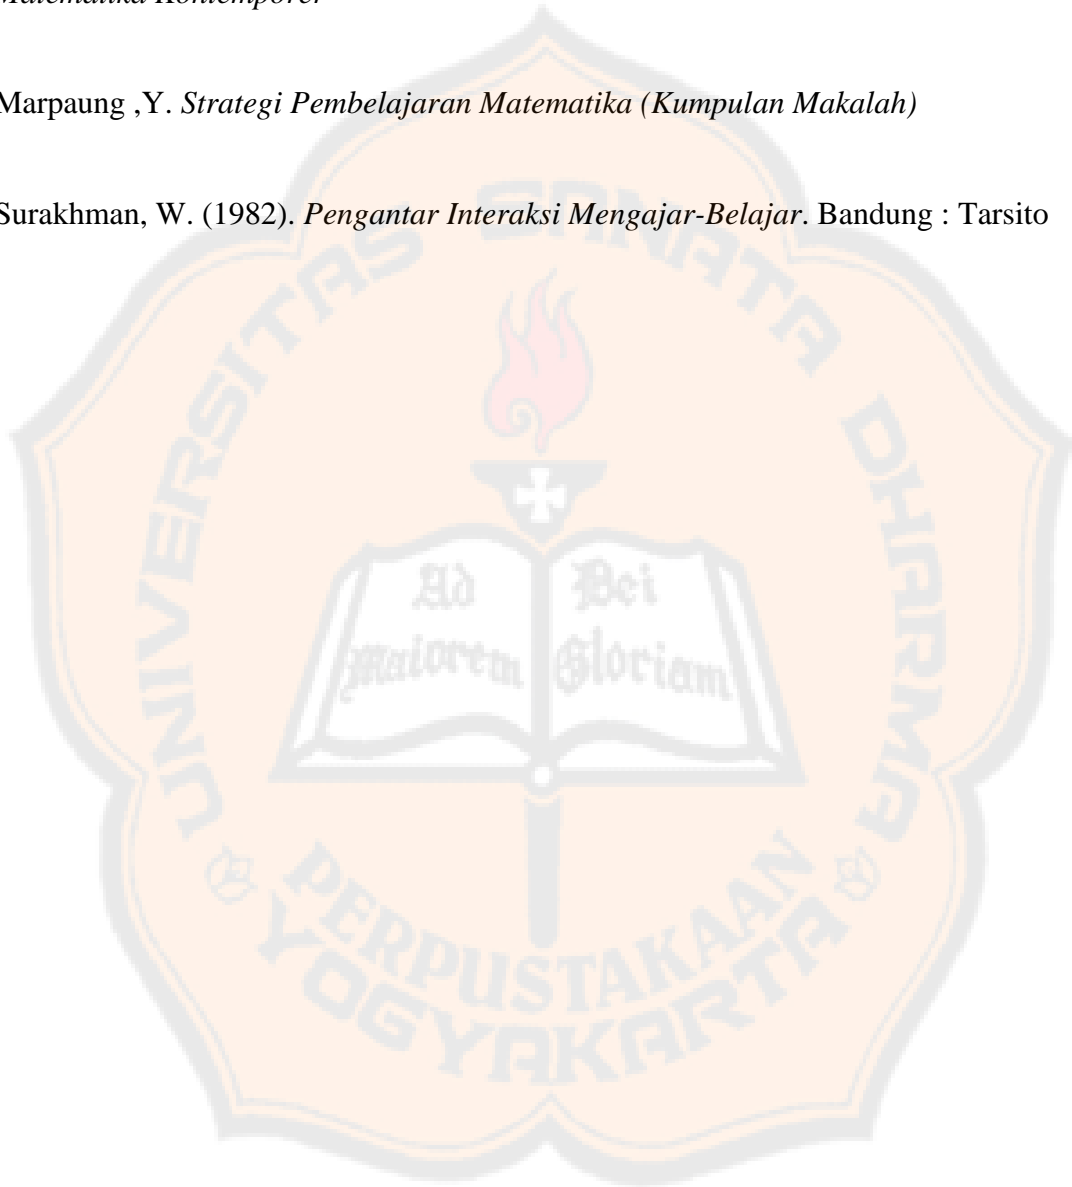 Matematika Kontemporer
Marpaung ,Y. Strategi Pembelajaran Matematika (Kumpulan Makalah)
Surakhman, W. (1982). Pengantar Interaksi Mengajar-Belajar. Bandung : Tarsito
UNIVERSITAS SANATA DHARMA
Ad Dei
Maiorem Gloriam
PERPUSTAKAAN
YOGYAKARTA